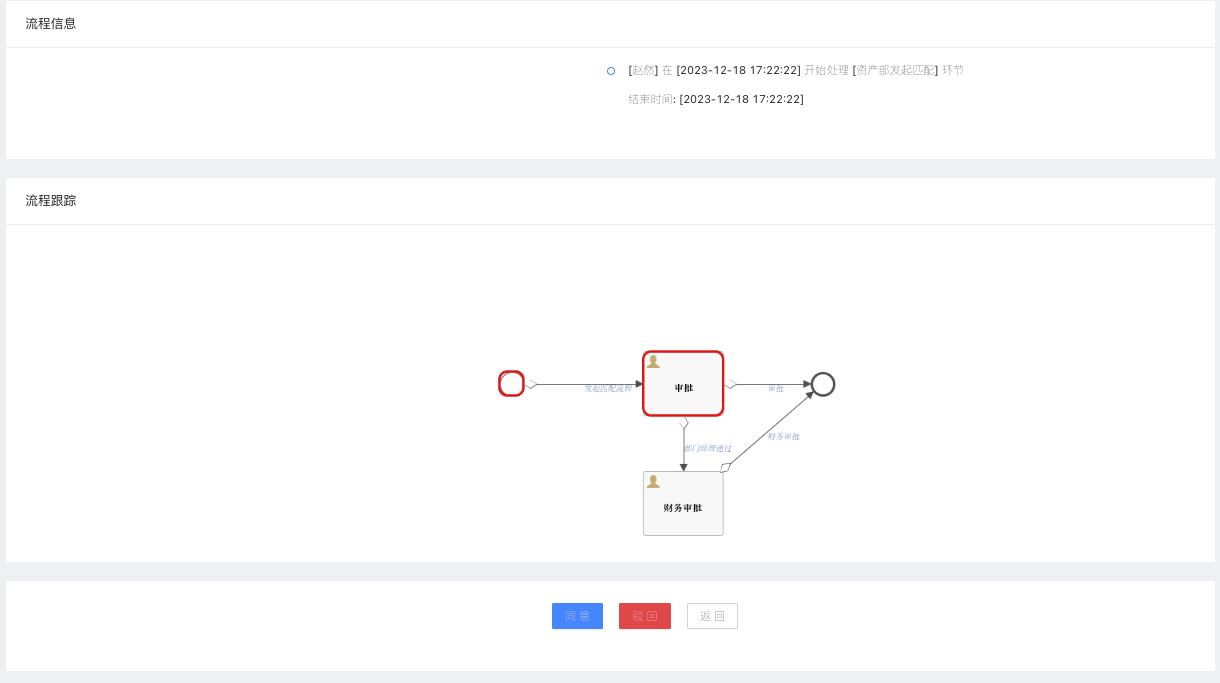 流程信息
[赵然] 在 [2023-12-18 17:22:22] 开始处理 [资产部发起匹配] 环节
结束时间: [2023-12-18 17:22:22]
流程跟踪
发起匹配流程
审批
审批
部门经理通过
财务审批
财务审批
同 意
驳 回
返 回